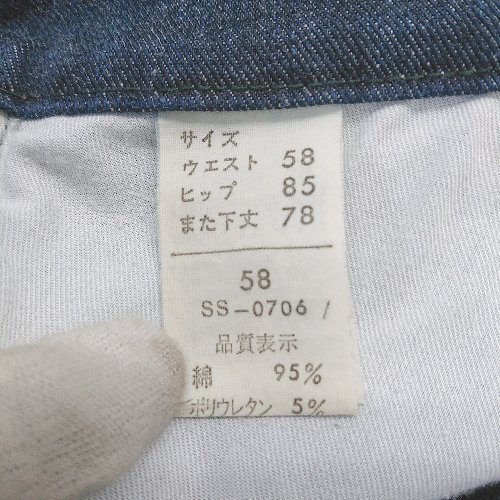 サイズ
ウエスト 58
ヒップ 85
また下丈 78
58
SS-0706 /
品質表示
綿 95%
ポリウレタン 5%